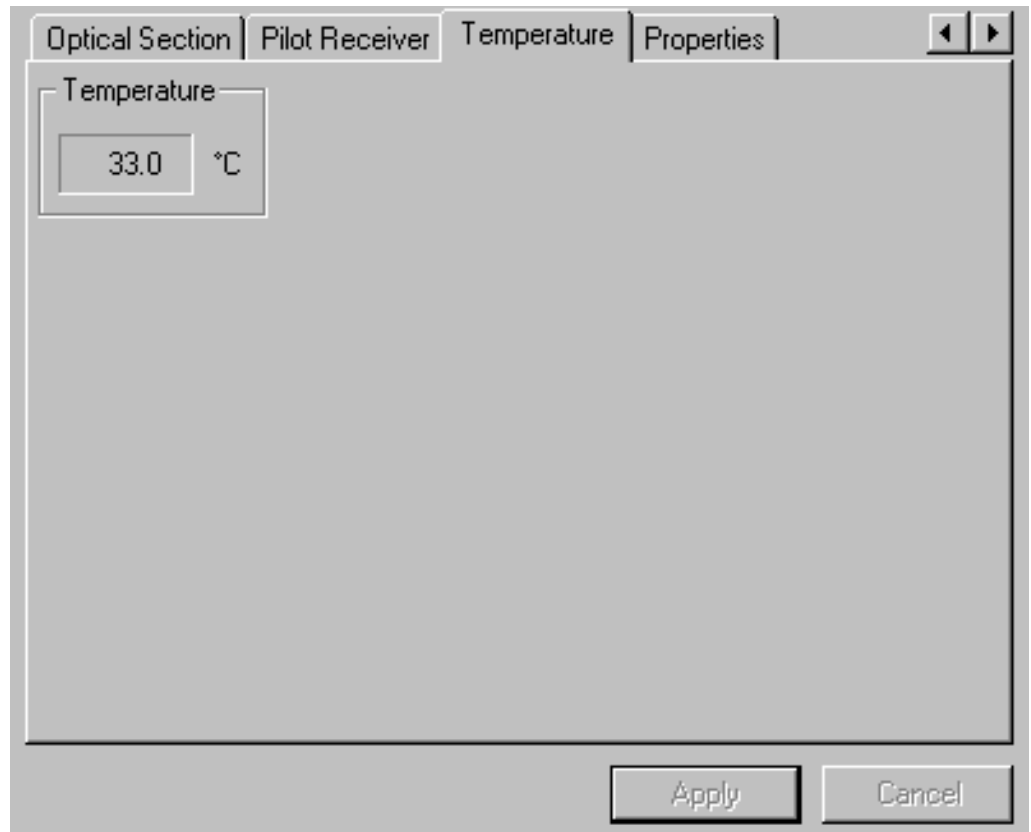 Optical Section Pilot Receiver Temperature Properties
Temperature
33.0 °C
Apply Cancel